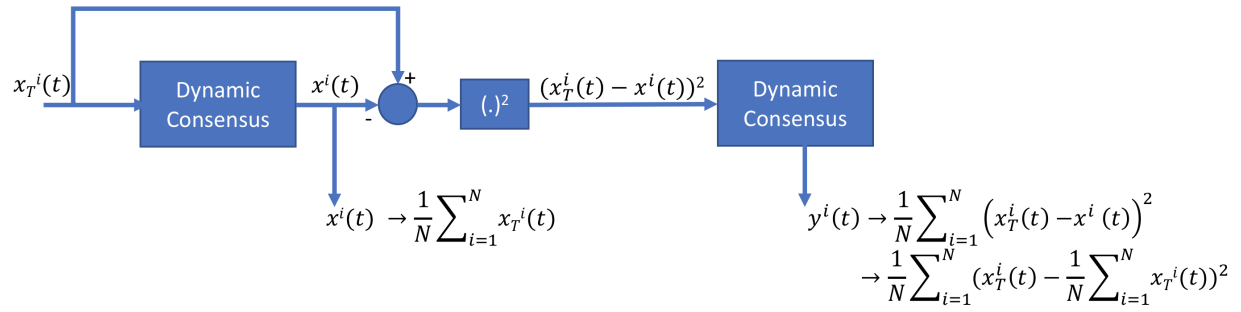 x_T^i(t)
Dynamic
Consensus
x^i(t)
+
-
(.)²
(x_T^i(t) − x^i(t))²
Dynamic
Consensus
x^i(t) → 1/N ∑_{i=1}^N x_T^i(t)
y^i(t) → 1/N ∑_{i=1}^N (x_T^i(t) −x^i (t))²
→ 1/N ∑_{i=1}^N (x_T^i(t) − 1/N ∑_{i=1}^N x_T^i(t))²